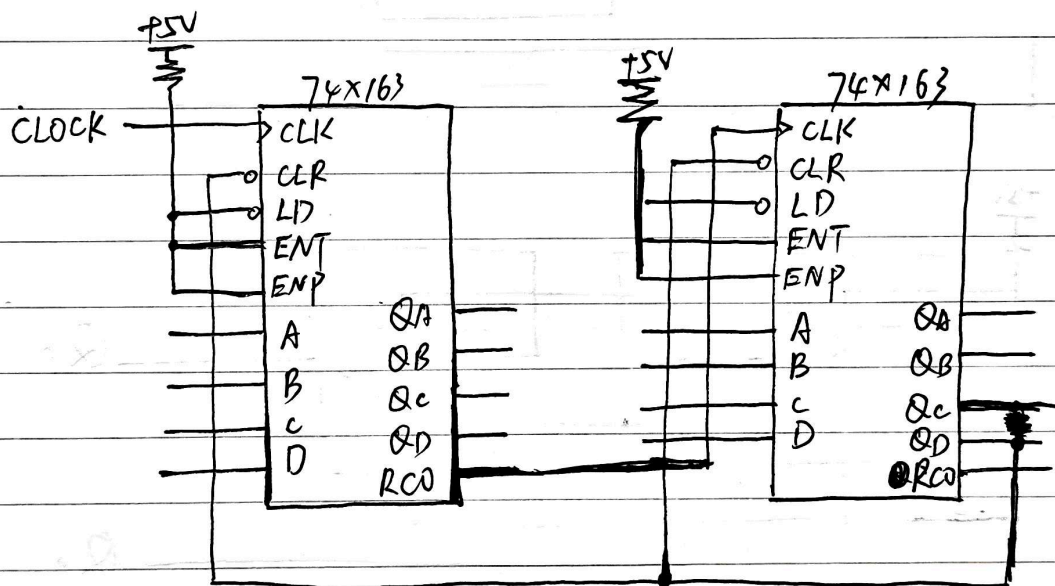 +5V
+5V
74x163
74x163
CLOCK
CLK
CLR
LD
ENT
ENP
A
B
C
D
QA
QB
QC
QD
RCO
CLK
CLR
LD
ENT
ENP
A
B
C
D
QA
QB
QC
QD
RCO